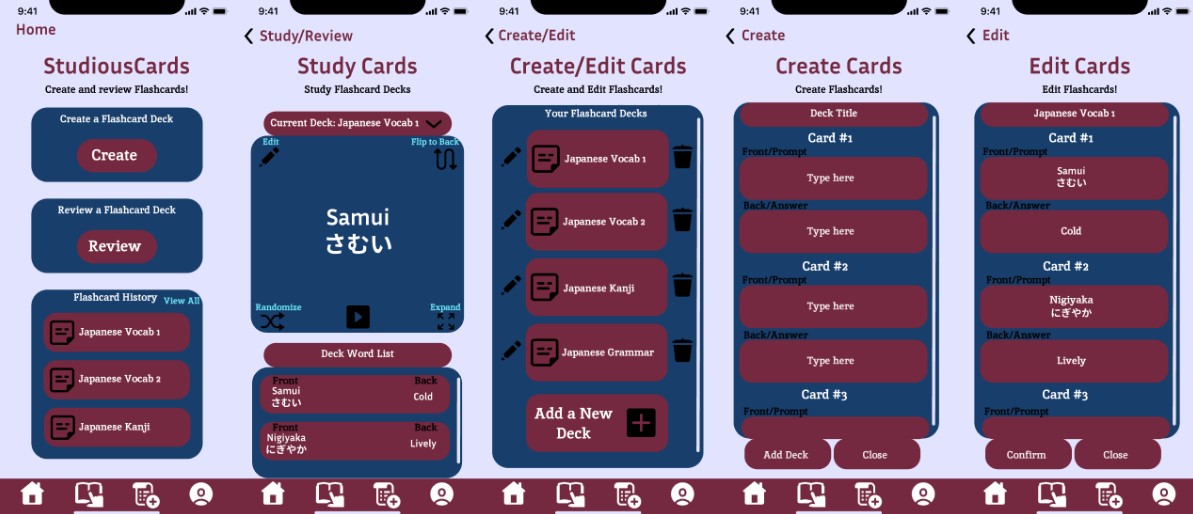 9:41
Home
StudiousCards
Create and review Flashcards!
Create a Flashcard Deck
Create
Review a Flashcard Deck
Review
Flashcard History
View All
Japanese Vocab 1
Japanese Vocab 2
Japanese Kanji
9:41
Study/Review
Study Cards
Study Flashcard Decks
Current Deck: Japanese Vocab 1
Edit
Flip to Back
Samui
さむい
Randomize
Expand
Deck Word List
Front
Back
Samui
さむい
Cold
Front
Back
Nigiyaka
にぎやか
Lively
9:41
Create/Edit
Create/Edit Cards
Create and Edit Flashcards!
Your Flashcard Decks
Japanese Vocab 1
Japanese Vocab 2
Japanese Kanji
Japanese Grammar
Add a New
Deck
9:41
Create
Create Cards
Create Flashcards!
Deck Title
Card #1
Front/Prompt
Type here
Back/Answer
Type here
Card #2
Front/Prompt
Type here
Back/Answer
Type here
Card #3
Front/Prompt
Add Deck
Close
9:41
Edit
Edit Cards
Edit Flashcards!
Japanese Vocab 1
Card #1
Front/Prompt
Samui
さむい
Back/Answer
Cold
Card #2
Front/Prompt
Nigiyaka
にぎやか
Back/Answer
Lively
Card #3
Front/Prompt
Confirm
Close